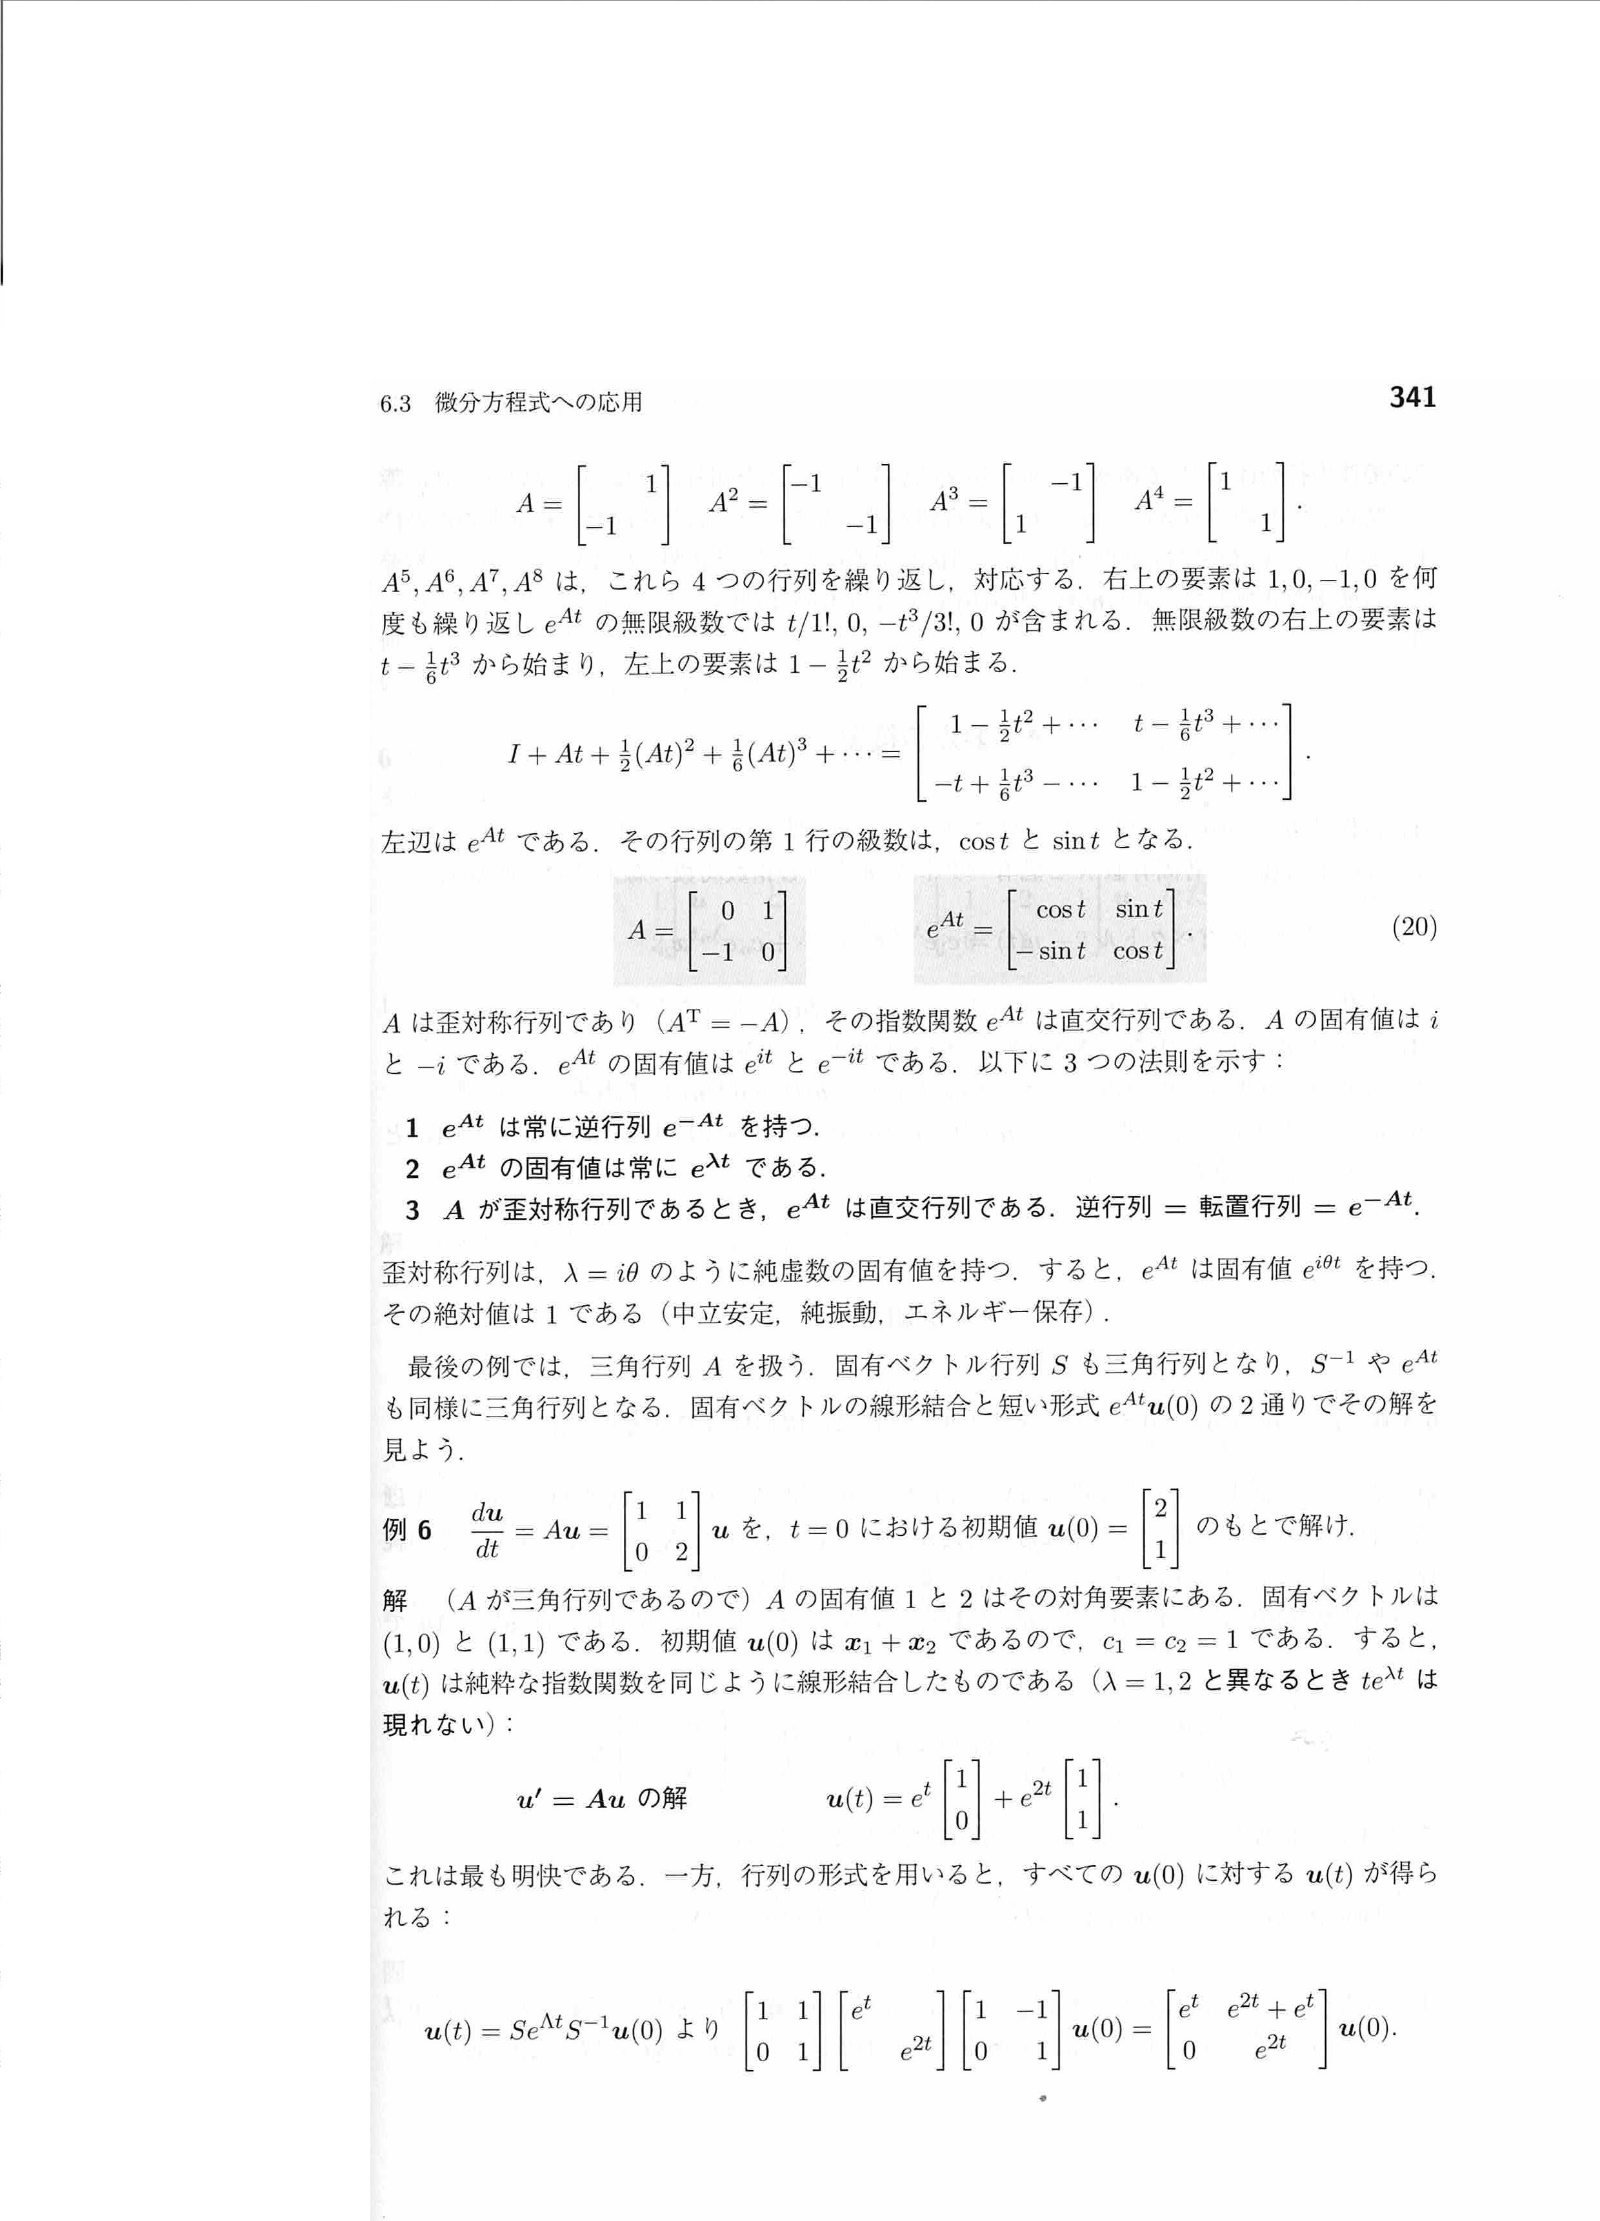 6.3 微分方程式への応用 341
A = [ 1; −1 ] A² = [−1 ; −1] A³ = [ −1; 1 ] A⁴ = [1 ; 1] .
A⁵, A⁶, A⁷, A⁸ は，これら 4 つの行列を繰り返し，対応する．右上の要素は 1, 0, −1, 0 を何
度も繰り返し e^{At} の無限級数では t/1!, 0, −t³/3!, 0 が含まれる．無限級数の右上の要素は
t − 1/6 t³ から始まり，左上の要素は 1 − 1/2 t² から始まる．
I + At + 1/2 (At)² + 1/6 (At)³ + ⋯ = [ 1 − 1/2 t² + ⋯ t − 1/6 t³ + ⋯ ; −t + 1/6 t³ − ⋯ 1 − 1/2 t² + ⋯ ] .
左辺は e^{At} である．その行列の第 1 行の級数は，cos t と sin t となる．
A = [ 0 1; −1 0 ] e^{At} = [ cos t sin t; − sin t cos t ] . (20)
A は歪対称行列であり（A^T = −A），その指数関数 e^{At} は直交行列である．A の固有値は i
と −i である．e^{At} の固有値は e^{it} と e^{−it} である．以下に 3 つの法則を示す：
1 e^{At} は常に逆行列 e^{−At} を持つ．
2 e^{At} の固有値は常に e^{λt} である．
3 A が歪対称行列であるとき，e^{At} は直交行列である．逆行列 = 転置行列 = e^{−At}．
歪対称行列は，λ = iθ のように純虚数の固有値を持つ．すると，e^{At} は固有値 e^{iθt} を持つ．
その絶対値は 1 である（中立安定，純振動，エネルギー保存）．
最後の例では，三角行列 A を扱う．固有ベクトル行列 S も三角行列となり，S^{−1} や e^{At}
も同様に三角行列となる．固有ベクトルの線形結合と短い形式 e^{At}u(0) の 2 通りでその解を
見よう．
例 6 du/dt = Au = [ 1 1; 0 2 ] u を，t = 0 における初期値 u(0) = [ 2; 1 ] のもとで解け．
解 （A が三角行列であるので）A の固有値 1 と 2 はその対角要素にある．固有ベクトルは
(1, 0) と (1, 1) である．初期値 u(0) は x₁ + x₂ であるので，c₁ = c₂ = 1 である．すると，
u(t) は純粋な指数関数を同じように線形結合したものである（λ = 1, 2 と異なるとき te^{λt} は
現れない）：
u′ = Au の解 u(t) = e^t [ 1; 0 ] + e^{2t} [ 1; 1 ] .
これは最も明快である．一方，行列の形式を用いると，すべての u(0) に対する u(t) が得ら
れる：
u(t) = Se^{Λt}S^{−1}u(0) より [ 1 1; 0 1 ] [ e^t ; e^{2t} ] [ 1 −1; 0 1 ] u(0) = [ e^t e^{2t} + e^t; 0 e^{2t} ] u(0).